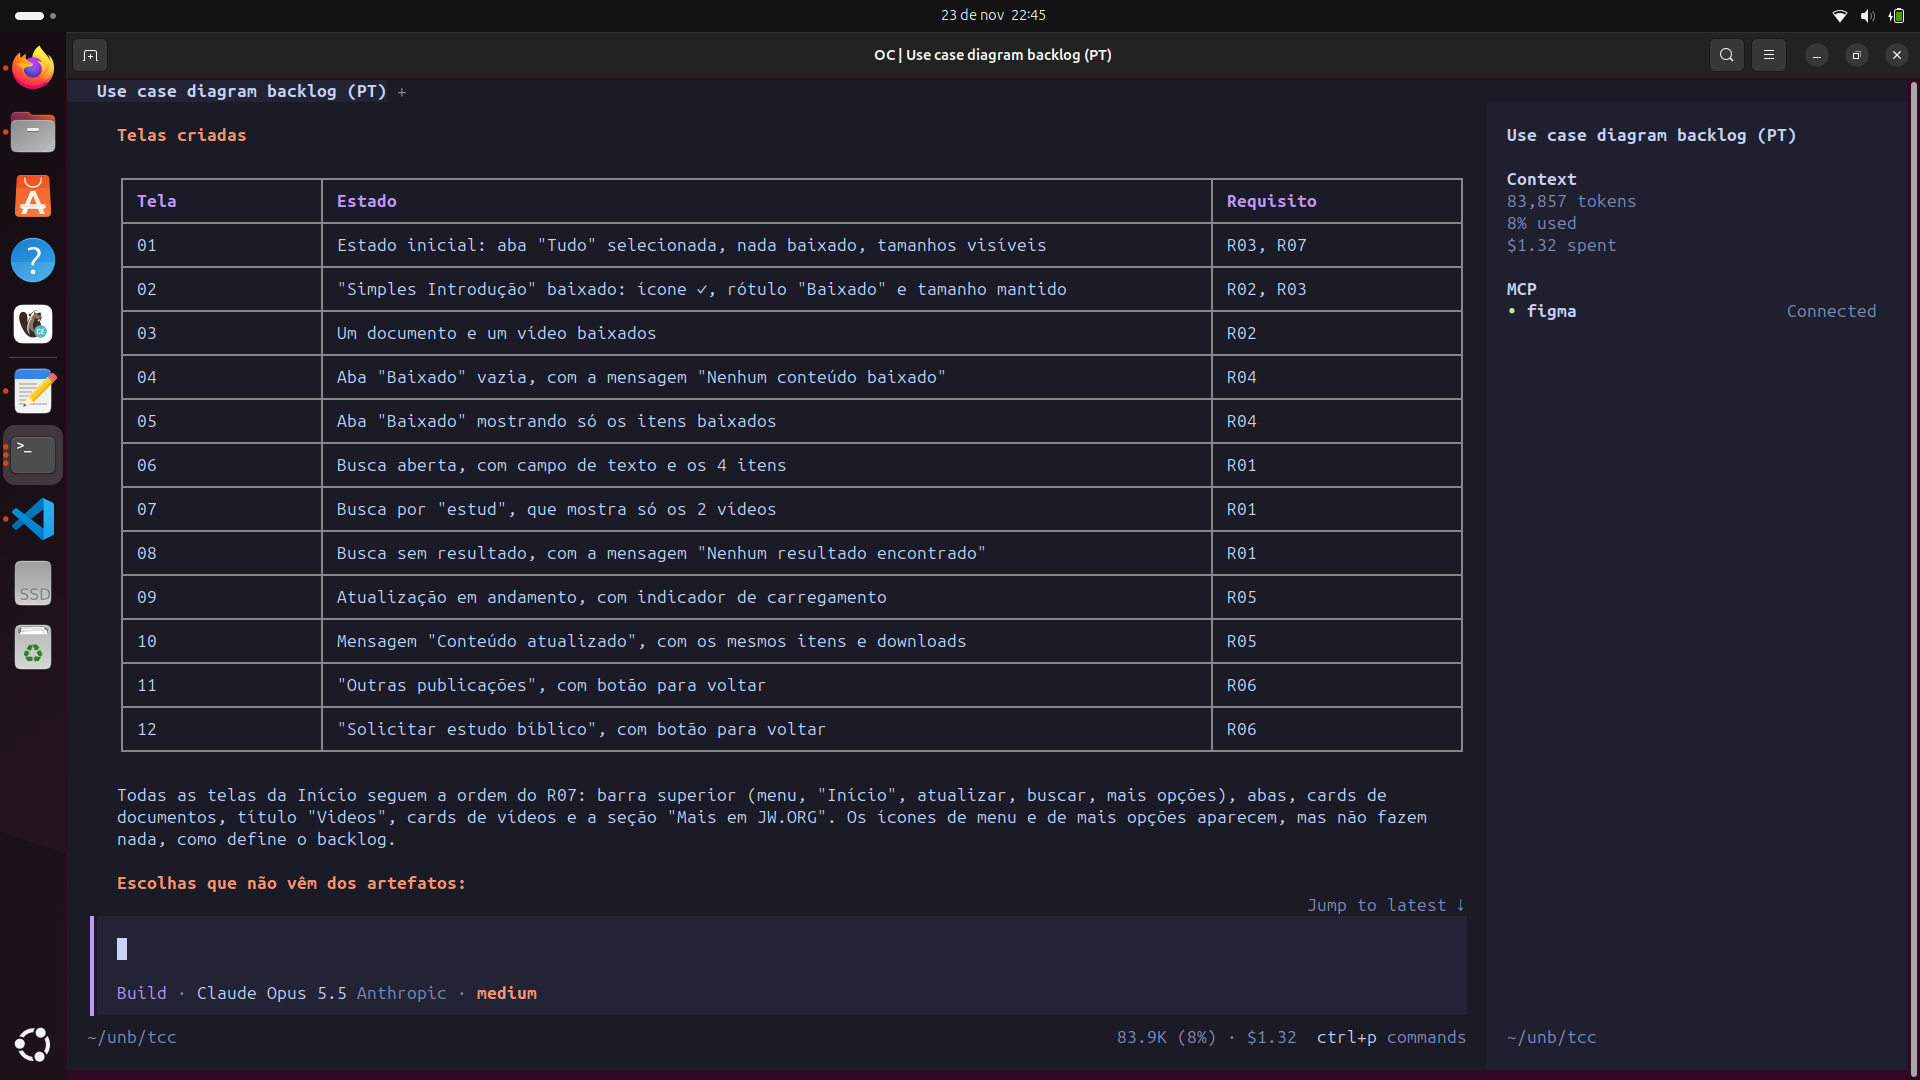 23 de nov 22:45
OC | Use case diagram backlog (PT)
Use case diagram backlog (PT) +
Telas criadas
Tela Estado Requisito
01 Estado inicial: aba "Tudo" selecionada, nada baixado, tamanhos visíveis R03, R07
02 "Simples Introdução" baixado: ícone ✓, rótulo "Baixado" e tamanho mantido R02, R03
03 Um documento e um vídeo baixados R02
04 Aba "Baixado" vazia, com a mensagem "Nenhum conteúdo baixado" R04
05 Aba "Baixado" mostrando só os itens baixados R04
06 Busca aberta, com campo de texto e os 4 itens R01
07 Busca por "estud", que mostra só os 2 vídeos R01
08 Busca sem resultado, com a mensagem "Nenhum resultado encontrado" R01
09 Atualização em andamento, com indicador de carregamento R05
10 Mensagem "Conteúdo atualizado", com os mesmos itens e downloads R05
11 "Outras publicações", com botão para voltar R06
12 "Solicitar estudo bíblico", com botão para voltar R06
Todas as telas da Início seguem a ordem do R07: barra superior (menu, "Início", atualizar, buscar, mais opções), abas, cards de
documentos, título "Videos", cards de vídeos e a seção "Mais em JW.ORG". Os ícones de menu e de mais opções aparecem, mas não fazem
nada, como define o backlog.
Escolhas que não vêm dos artefatos:
Jump to latest ↓
Build · Claude Opus 5.5 Anthropic · medium
~/unb/tcc 83.9K (8%) · $1.32 ctrl+p commands
Use case diagram backlog (PT)
Context
83,857 tokens
8% used
$1.32 spent
MCP
• figma Connected
~/unb/tcc
SSD